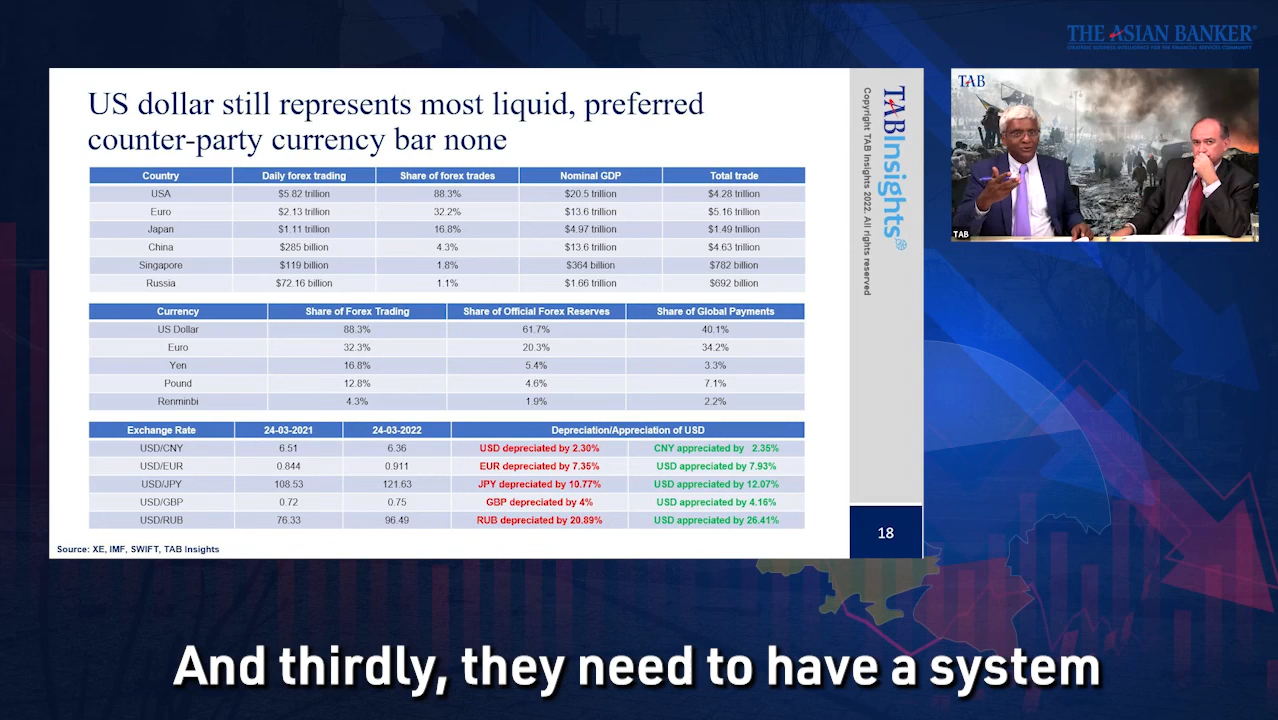 THE ASIAN BANKER®
STRATEGIC BUSINESS INTELLIGENCE FOR THE FINANCIAL SERVICES COMMUNITY
US dollar still represents most liquid, preferred
counter-party currency bar none
Country Daily forex trading Share of forex trades Nominal GDP Total trade
USA $5.82 trillion 88.3% $20.5 trillion $4.28 trillion
Euro $2.13 trillion 32.2% $13.6 trillion $5.16 trillion
Japan $1.11 trillion 16.8% $4.97 trillion $1.49 trillion
China $285 billion 4.3% $13.6 trillion $4.63 trillion
Singapore $119 billion 1.8% $364 billion $782 billion
Russia $72.16 billion 1.1% $1.66 trillion $692 billion
Currency Share of Forex Trading Share of Official Forex Reserves Share of Global Payments
US Dollar 88.3% 61.7% 40.1%
Euro 32.3% 20.3% 34.2%
Yen 16.8% 5.4% 3.3%
Pound 12.8% 4.6% 7.1%
Renminbi 4.3% 1.9% 2.2%
Exchange Rate 24-03-2021 24-03-2022 Depreciation/Appreciation of USD
USD/CNY 6.51 6.36 USD depreciated by 2.30% CNY appreciated by 2.35%
USD/EUR 0.844 0.911 EUR depreciated by 7.35% USD appreciated by 7.93%
USD/JPY 108.53 121.63 JPY depreciated by 10.77% USD appreciated by 12.07%
USD/GBP 0.72 0.75 GBP depreciated by 4% USD appreciated by 4.16%
USD/RUB 76.33 96.49 RUB depreciated by 20.89% USD appreciated by 26.41%
Source: XE, IMF, SWIFT, TAB Insights
TABInsights
Copyright TAB Insights 2022. All rights reserved
18
TAB
TAB
And thirdly, they need to have a system